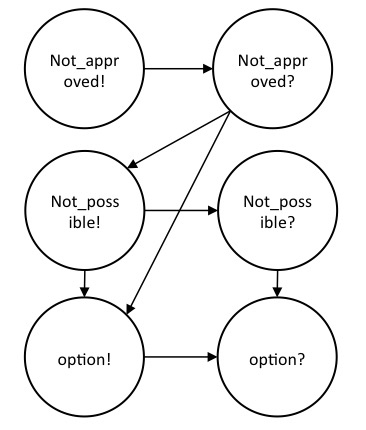 Not_appr
oved!
Not_appr
oved?
Not_poss
ible!
Not_poss
ible?
option!
option?